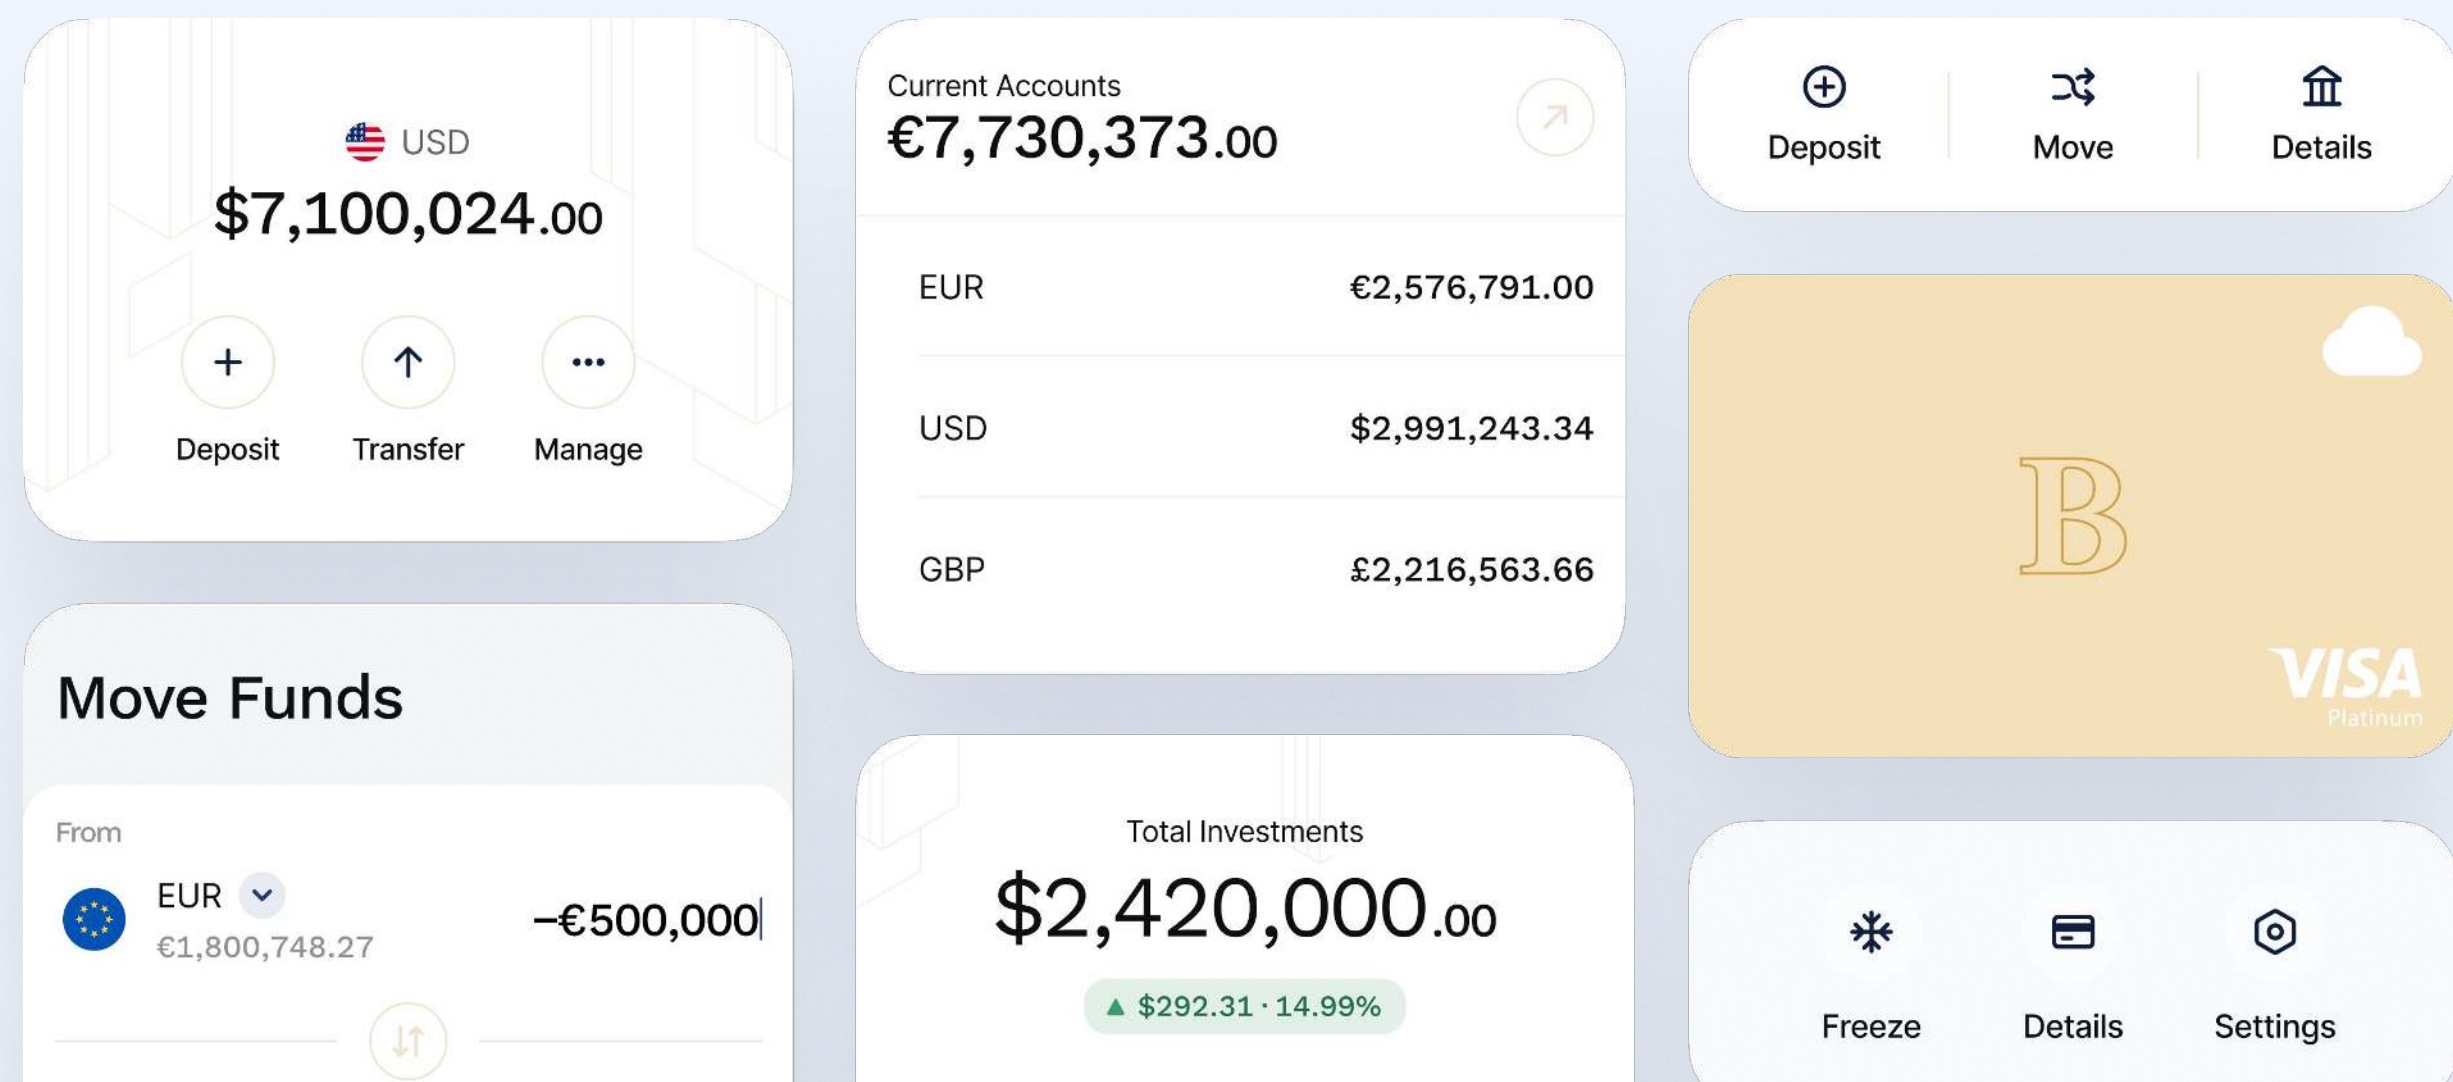 USD
$7,100,024.00
Deposit Transfer Manage
Move Funds
From
EUR
€1,800,748.27
–€500,000
Current Accounts
€7,730,373.00
EUR €2,576,791.00
USD $2,991,243.34
GBP £2,216,563.66
Total Investments
$2,420,000.00
▲ $292.31 · 14.99%
Deposit Move Details
B
VISA
Platinum
Freeze Details Settings